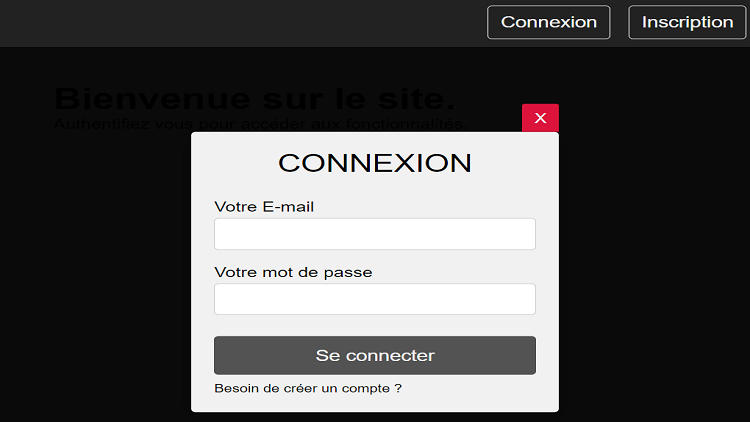 Connexion Inscription
Bienvenue sur le site.
Authentifiez vous pour accéder aux fonctionnalités.
X
CONNEXION
Votre E-mail
Votre mot de passe
Se connecter
Besoin de créer un compte ?